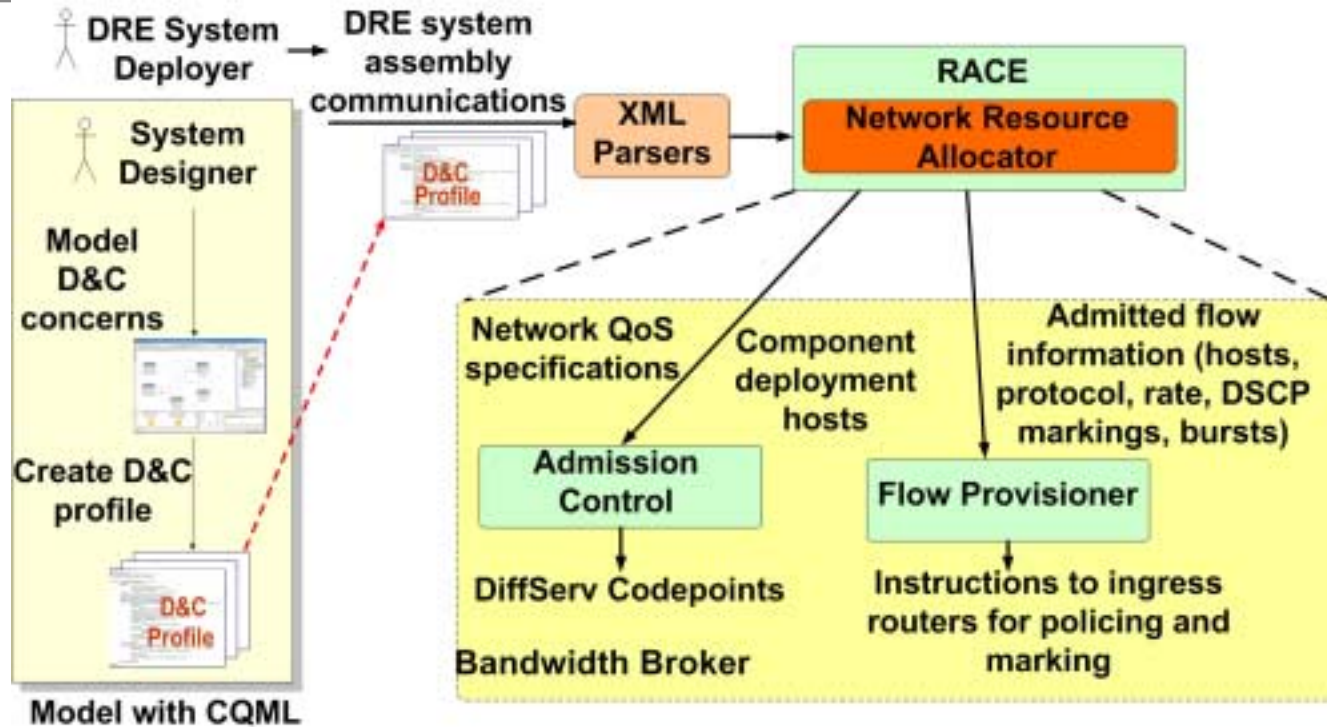 DRE System
Deployer
DRE system
assembly
communications
XML
Parsers
RACE
Network Resource
Allocator
System
Designer
D&C
Profile
Model
D&C
concerns
Create D&C
profile
D&C
Profile
Model with CQML
Network QoS
specifications
Component
deployment
hosts
Admitted flow
information (hosts,
protocol, rate, DSCP
markings, bursts)
Admission
Control
Flow Provisioner
DiffServ Codepoints
Instructions to ingress
routers for policing and
marking
Bandwidth Broker